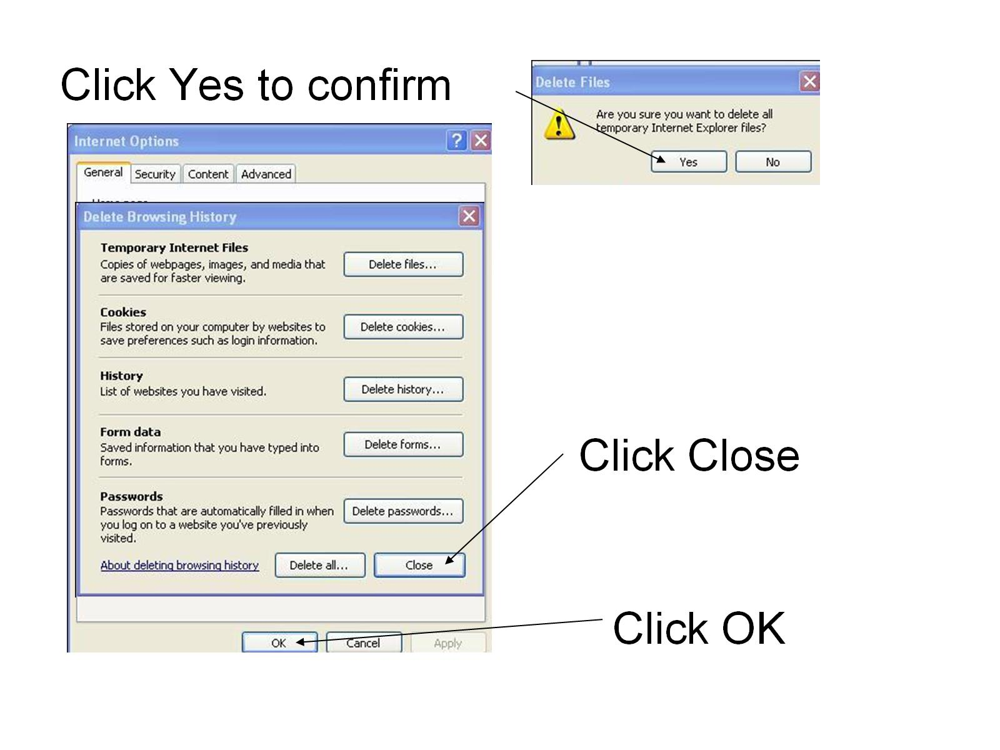 Click Yes to confirm
Delete Files
Are you sure you want to delete all
temporary Internet Explorer files?
Yes
No
Internet Options
General
Security
Content
Advanced
Home page
Delete Browsing History
Temporary Internet Files
Copies of webpages, images, and media that
are saved for faster viewing.
Delete files...
Cookies
Files stored on your computer by websites to
save preferences such as login information.
Delete cookies...
History
List of websites you have visited.
Delete history...
Form data
Saved information that you have typed into
forms.
Delete forms...
Passwords
Passwords that are automatically filled in when
you log on to a website you've previously
visited.
Delete passwords...
About deleting browsing history
Delete all...
Close
Click Close
OK
Cancel
Apply
Click OK